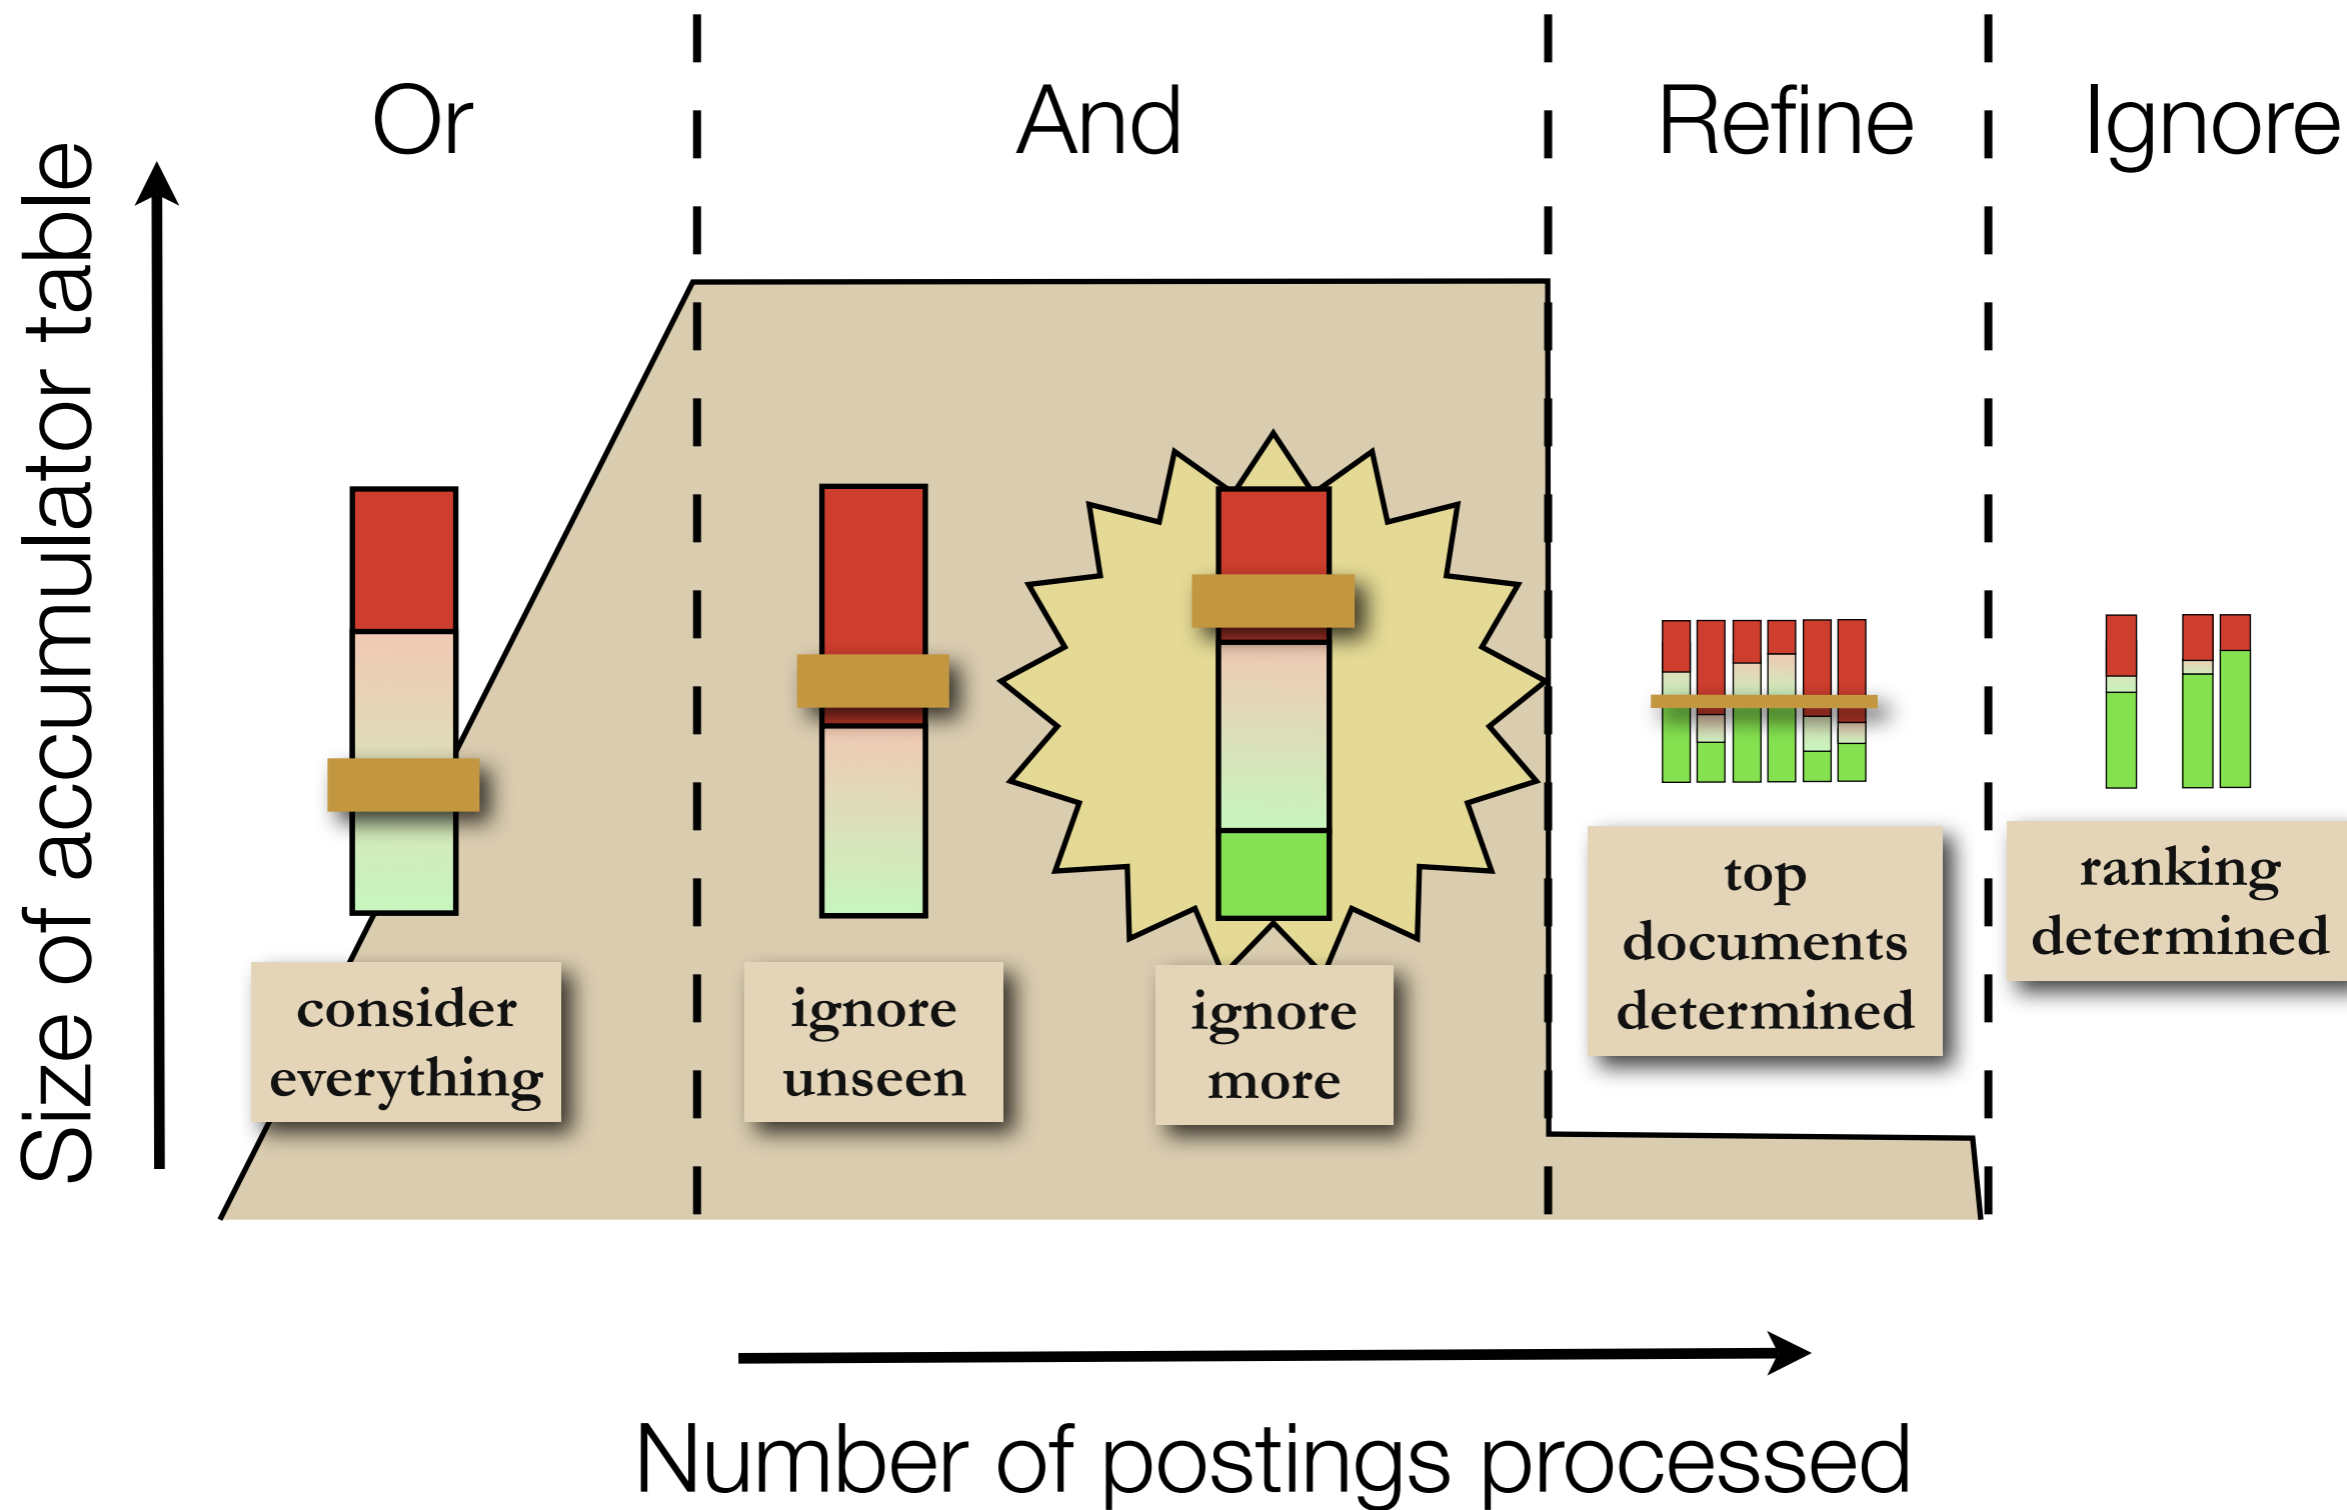 Or
And
Refine
Ignore
Size of accumulator table
consider
everything
ignore
unseen
ignore
more
top
documents
determined
ranking
determined
Number of postings processed